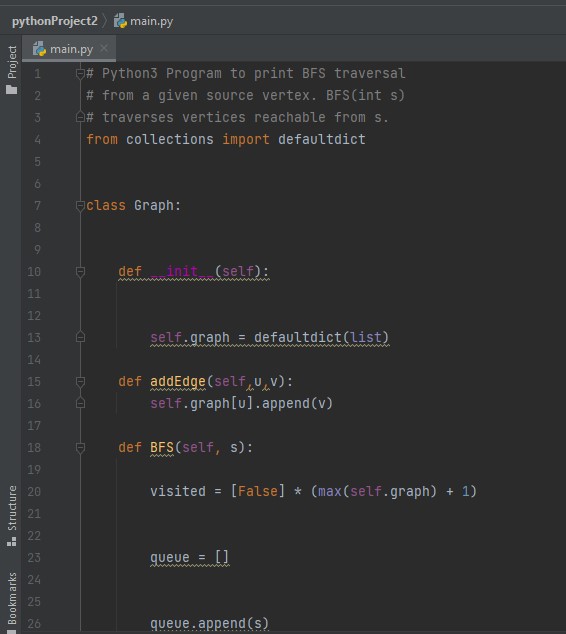 pythonProject2 〉 main.py
Project
main.py ×
1 # Python3 Program to print BFS traversal
2 # from a given source vertex. BFS(int s)
3 # traverses vertices reachable from s.
4 from collections import defaultdict
5
6
7 class Graph:
8
9
10     def __init__(self):
11
12
13         self.graph = defaultdict(list)
14
15     def addEdge(self,u,v):
16         self.graph[u].append(v)
17
18     def BFS(self, s):
19
20         visited = [False] * (max(self.graph) + 1)
21
22
23         queue = []
24
25
26         queue.append(s)
Structure
Bookmarks